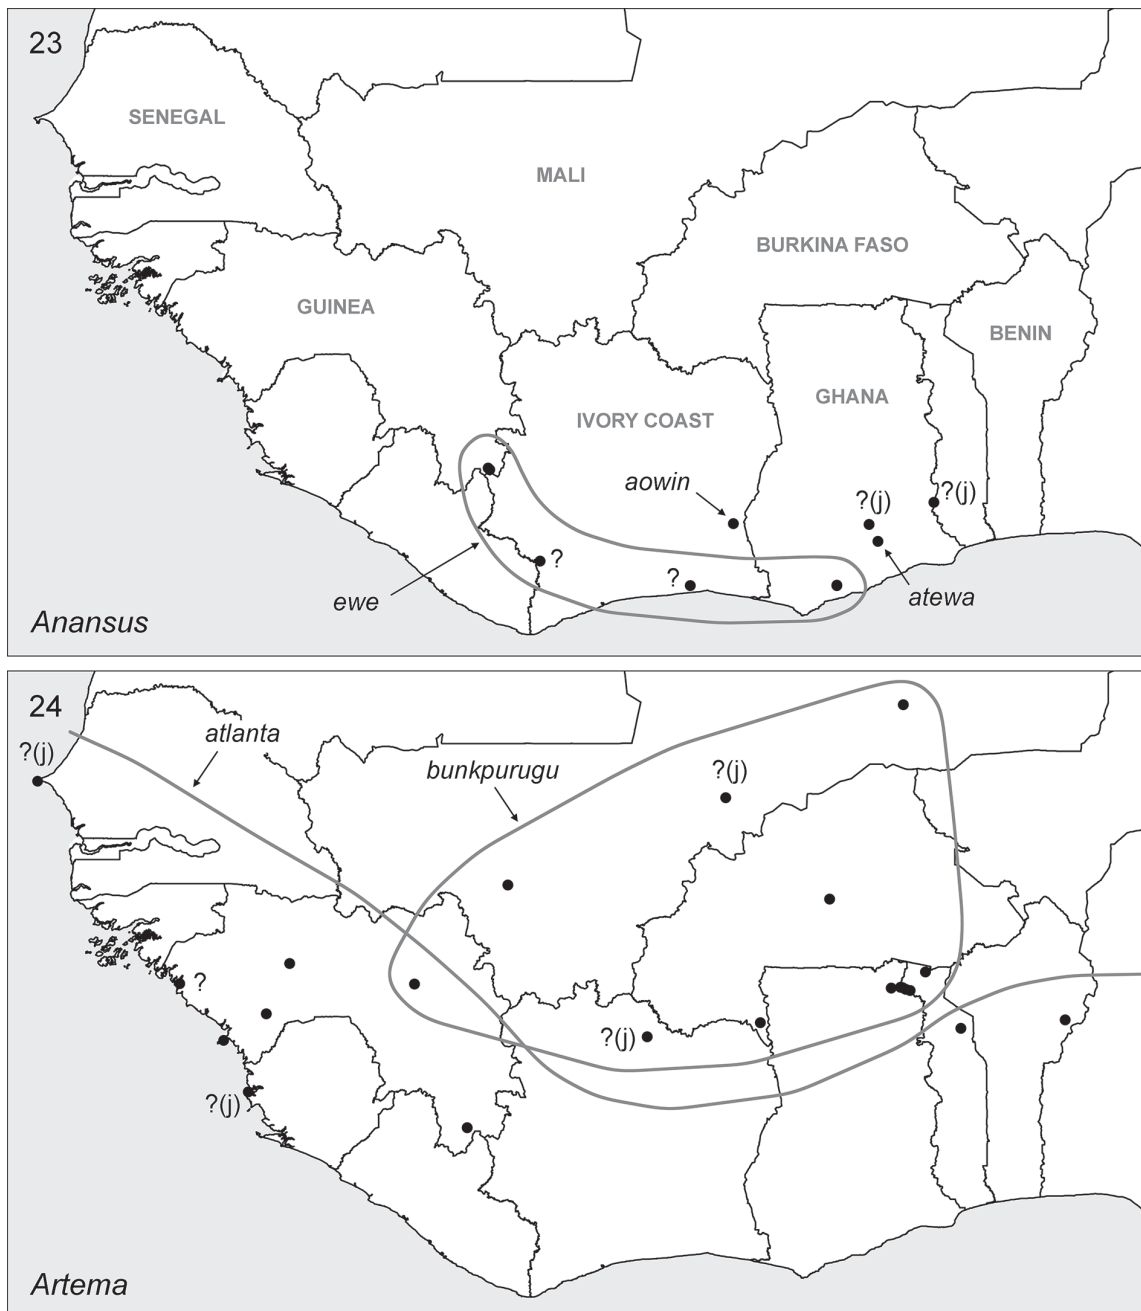 23
SENEGAL
MALI
BURKINA FASO
GUINEA
BENIN
GHANA
IVORY COAST
aowin
?(j)
?(j)
?
?
ewe
atewa
Anansus
24
atlanta
?(j)
bunkpurugu
?(j)
?
?(j)
?(j)
Artema